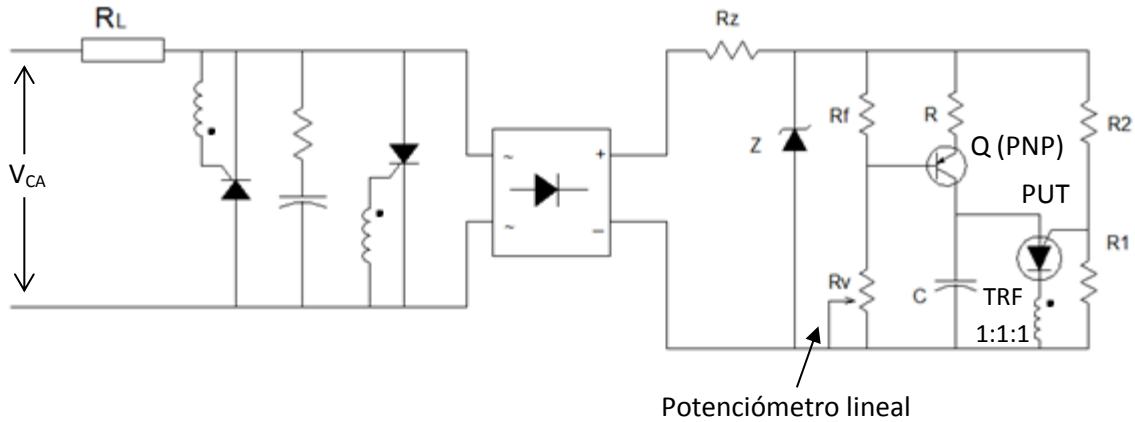 RL
Rz
Rf
R
R2
Z
Q (PNP)
VCA
~
+
PUT
~
–
Rv
R1
C
TRF
1:1:1
Potenciómetro lineal